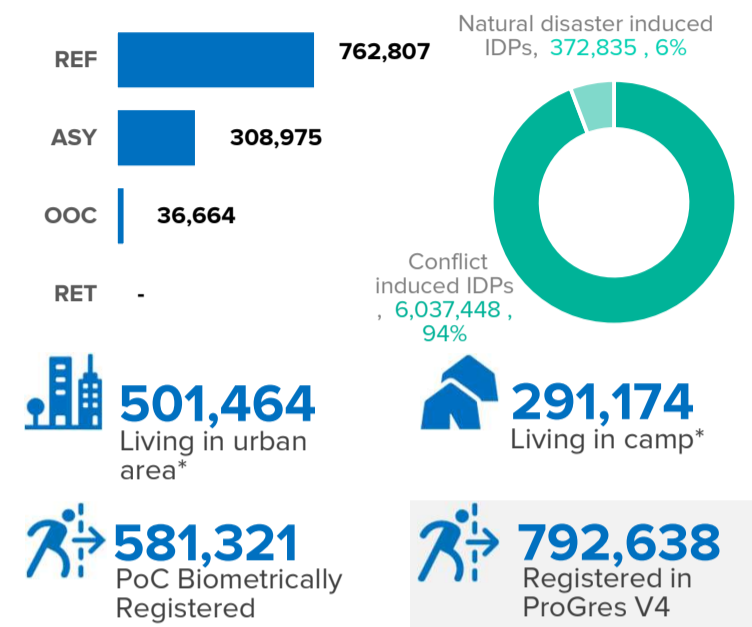 REF
762,807
ASY
308,975
OOC
36,664
RET
-
Natural disaster induced
IDPs, 372,835 , 6%
Conflict
induced IDPs
, 6,037,448 ,
94%
501,464
Living in urban
area*
291,174
Living in camp*
581,321
PoC Biometrically
Registered
792,638
Registered in
ProGres V4